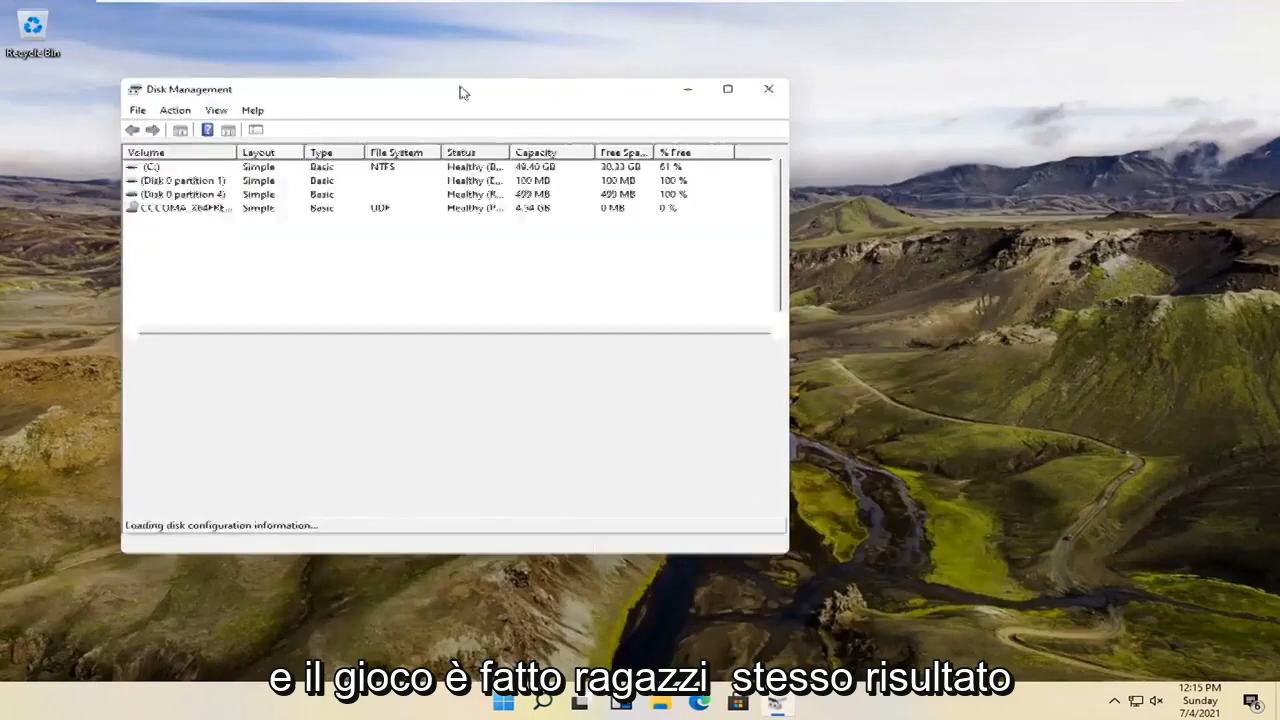 Recycle Bin
Disk Management
File Action View Help
Volume Layout Type File System Status Capacity Free Spa... % Free
(C:) Simple Basic NTFS Healthy (B... 49.40 GB 30.33 GB 61 %
(Disk 0 partition 1) Simple Basic Healthy (E... 100 MB 100 MB 100 %
(Disk 0 partition 4) Simple Basic Healthy (R... 499 MB 499 MB 100 %
CCCOMA_X64FRE... Simple Basic UDF Healthy (P... 4.54 GB 0 MB 0 %
Loading disk configuration information...
e il gioco è fatto ragazzi stesso risultato
12:15 PM
Sunday
7/4/2021
6